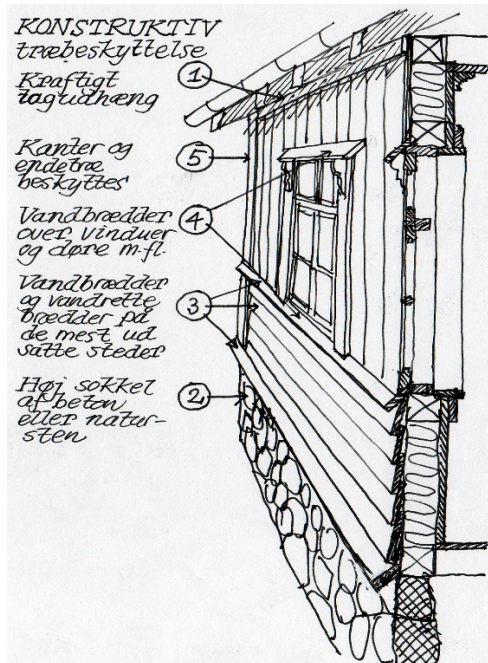 KONSTRUKTIV
træbeskyttelse
Kraftigt
tagudhæng
1
Kanter og
endetræ
beskyttes
5
Vandbrædder
over vinduer
og døre m.fl.
4
Vandbrædder
og vandrette
brædder på
de mest ud
satte steder
3
Høj sokkel
af beton
eller natur-
sten
2